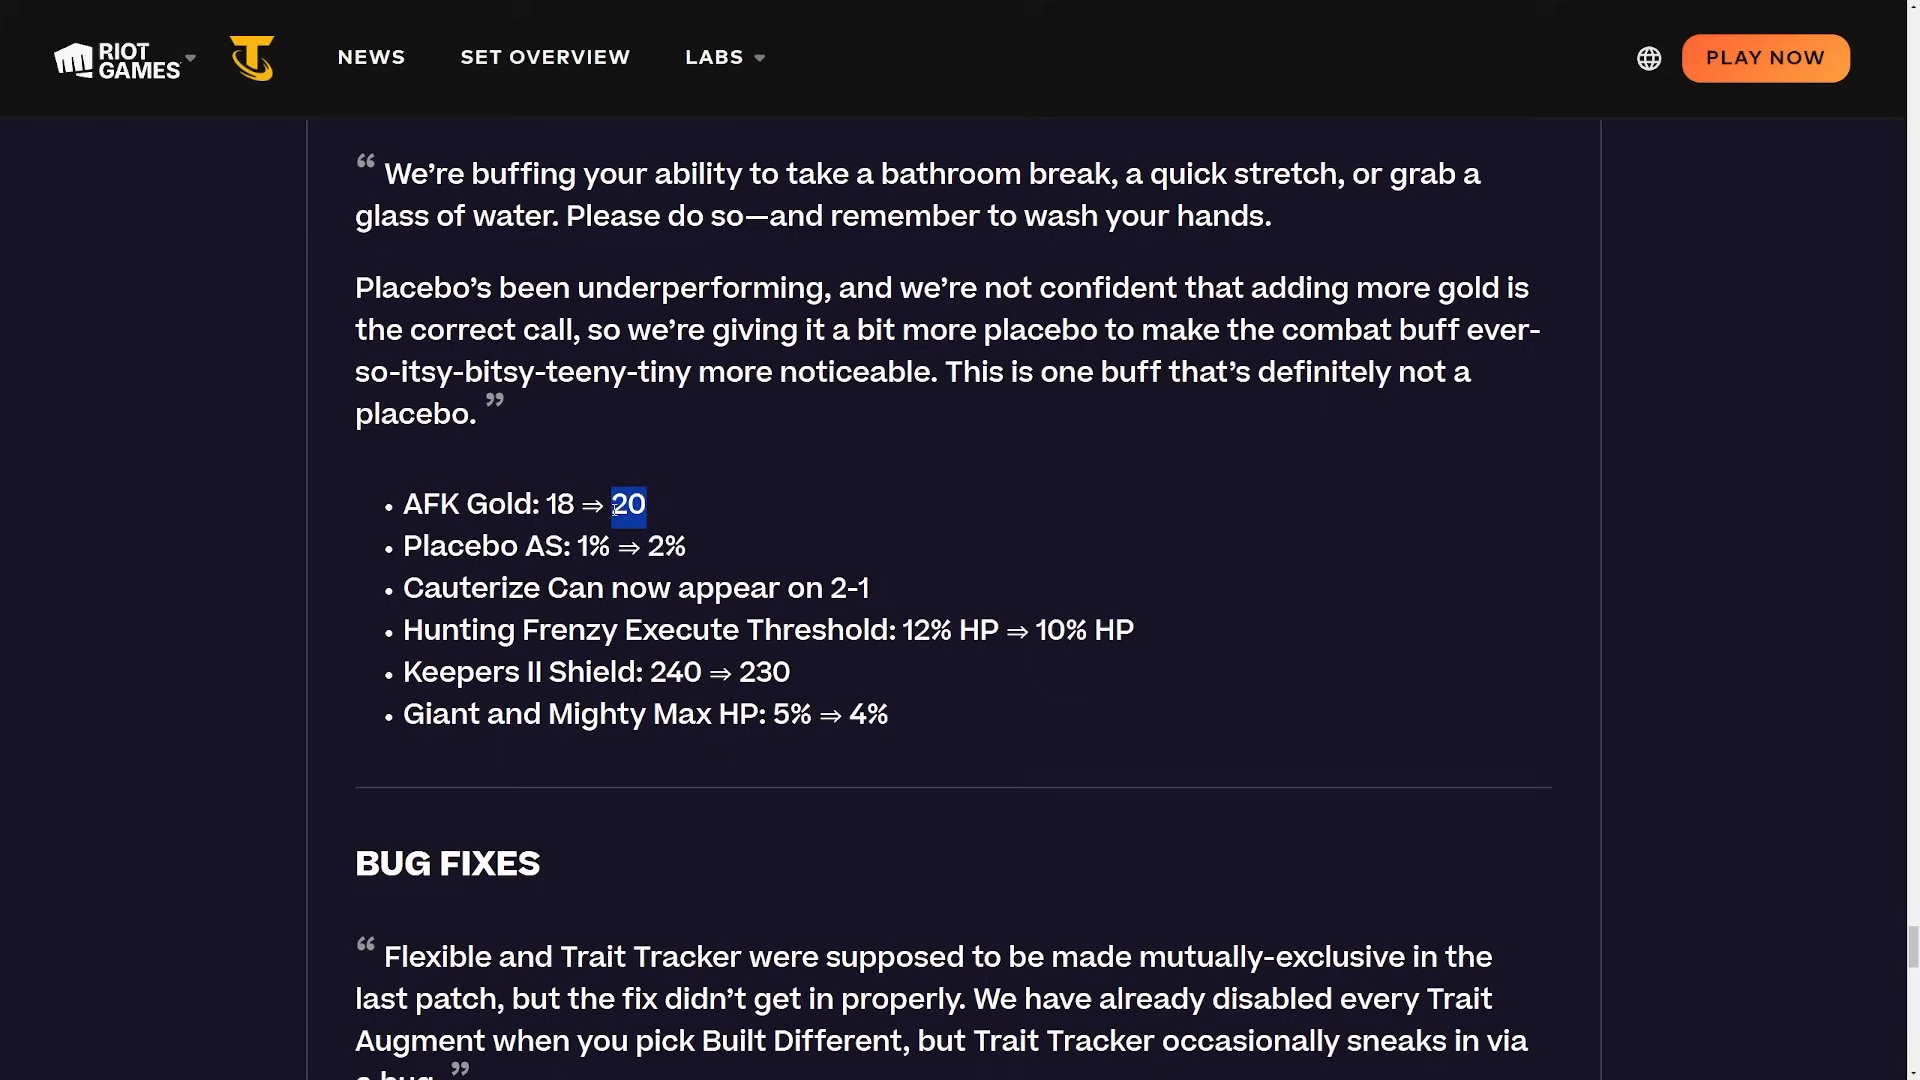 RIOT
GAMES
NEWS
SET OVERVIEW
LABS
PLAY NOW
“ We’re buffing your ability to take a bathroom break, a quick stretch, or grab a
glass of water. Please do so—and remember to wash your hands.
Placebo’s been underperforming, and we’re not confident that adding more gold is
the correct call, so we’re giving it a bit more placebo to make the combat buff ever-
so-itsy-bitsy-teeny-tiny more noticeable. This is one buff that’s definitely not a
placebo. ”
• AFK Gold: 18 ⇒ 20
• Placebo AS: 1% ⇒ 2%
• Cauterize Can now appear on 2-1
• Hunting Frenzy Execute Threshold: 12% HP ⇒ 10% HP
• Keepers II Shield: 240 ⇒ 230
• Giant and Mighty Max HP: 5% ⇒ 4%
BUG FIXES
“ Flexible and Trait Tracker were supposed to be made mutually-exclusive in the
last patch, but the fix didn’t get in properly. We have already disabled every Trait
Augment when you pick Built Different, but Trait Tracker occasionally sneaks in via
a bug. ”